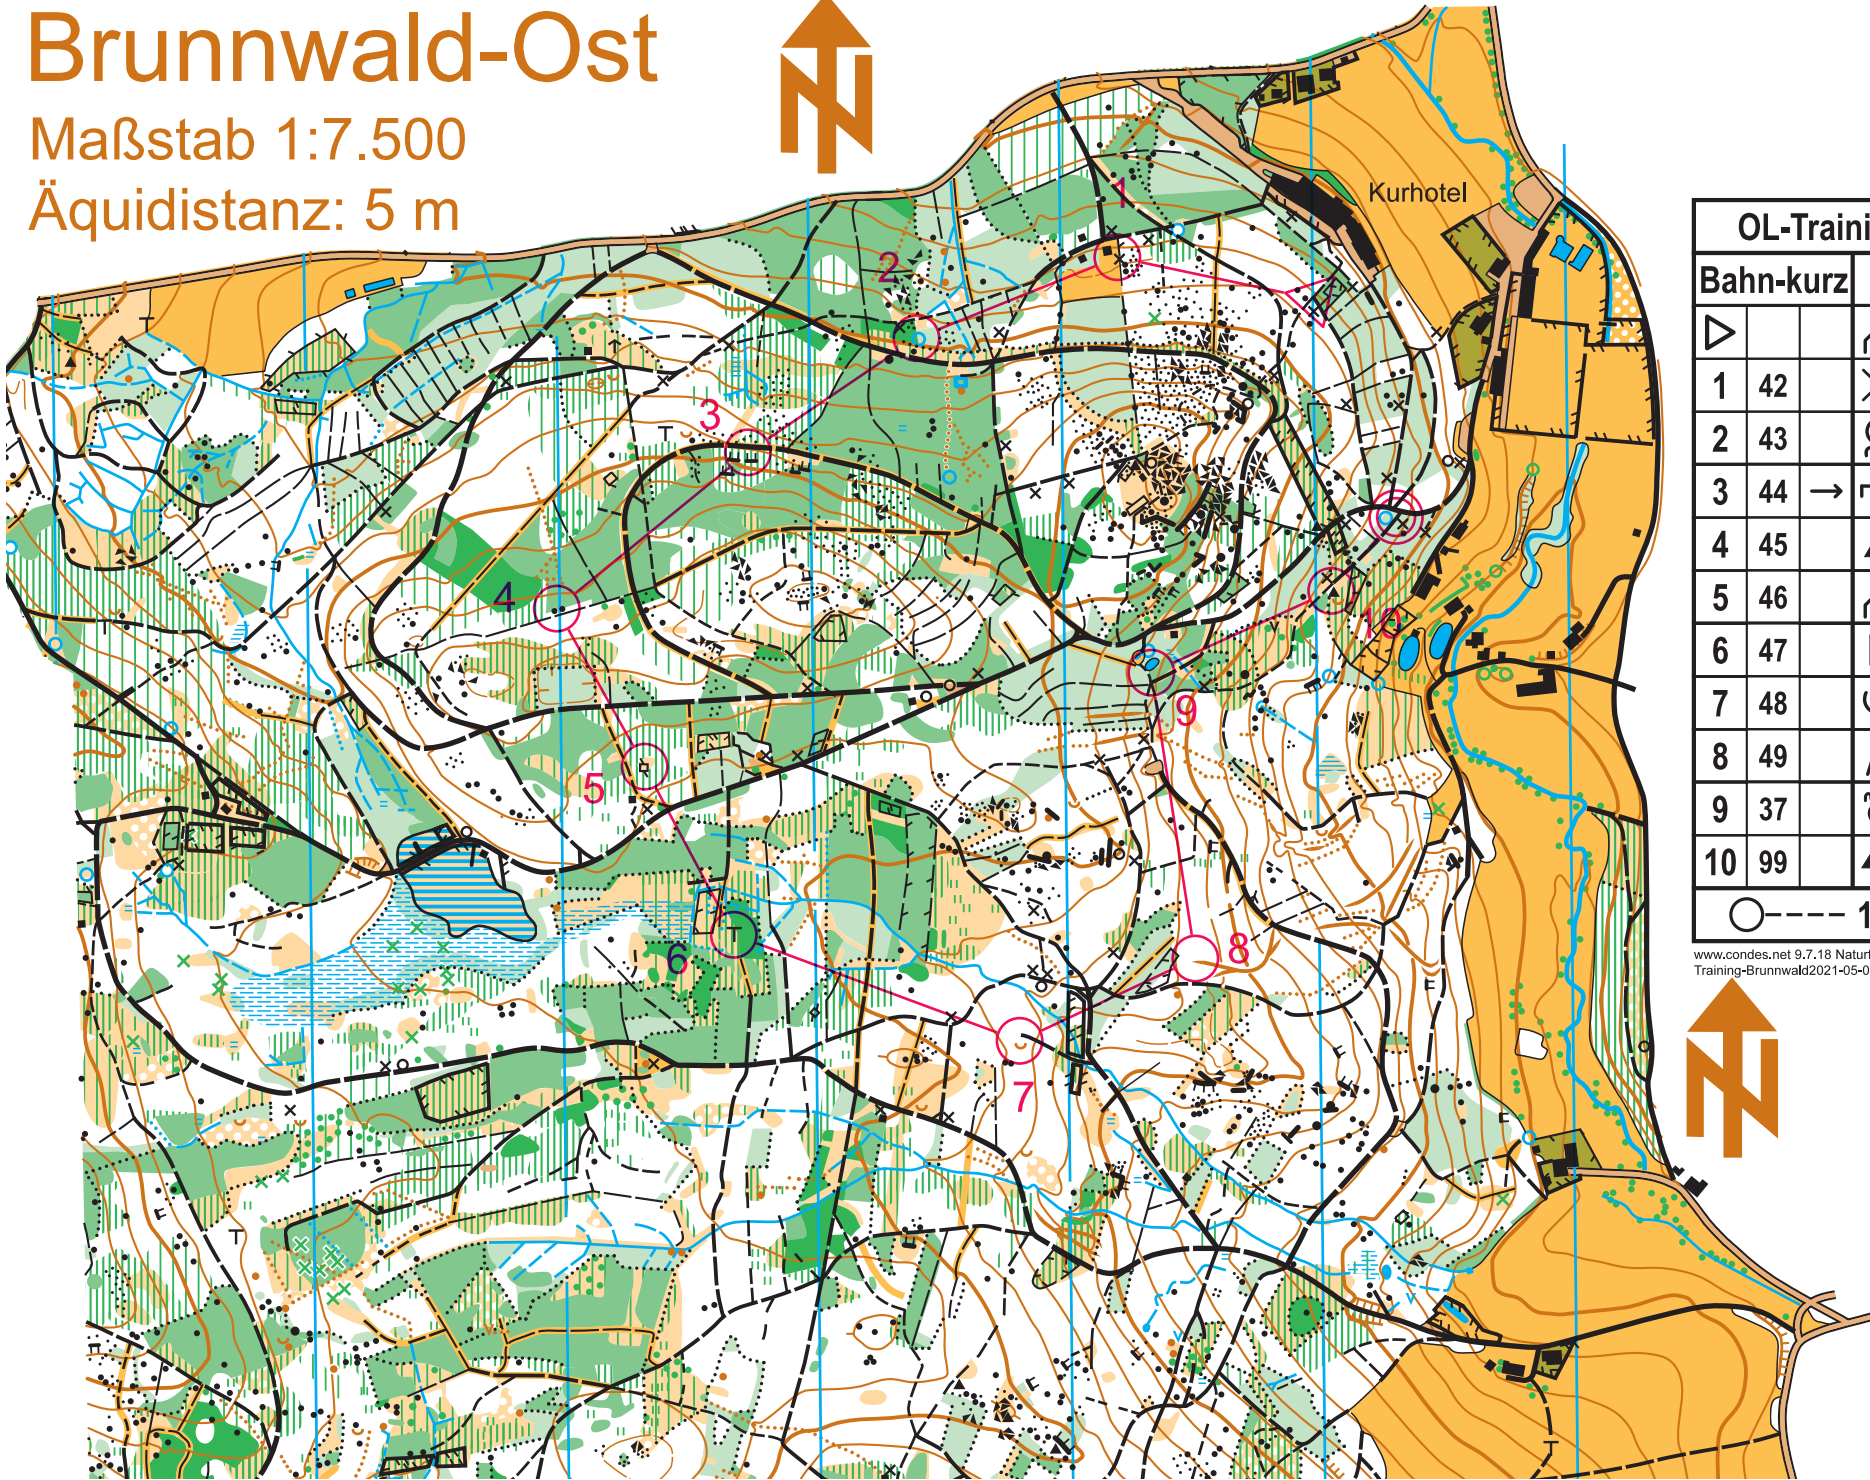 Brunnwald-Ost
Maßstab 1:7.500
Äquidistanz: 5 m
Kurhotel
1
2
3
4
5
6
7
8
9
10
OL-Traini
Bahn-kurz
1 42
2 43
3 44
4 45
5 46
6 47
7 48
8 49
9 37
10 99
1
www.condes.net 9.7.18 Natur
Training-Brunnwald2021-05-0